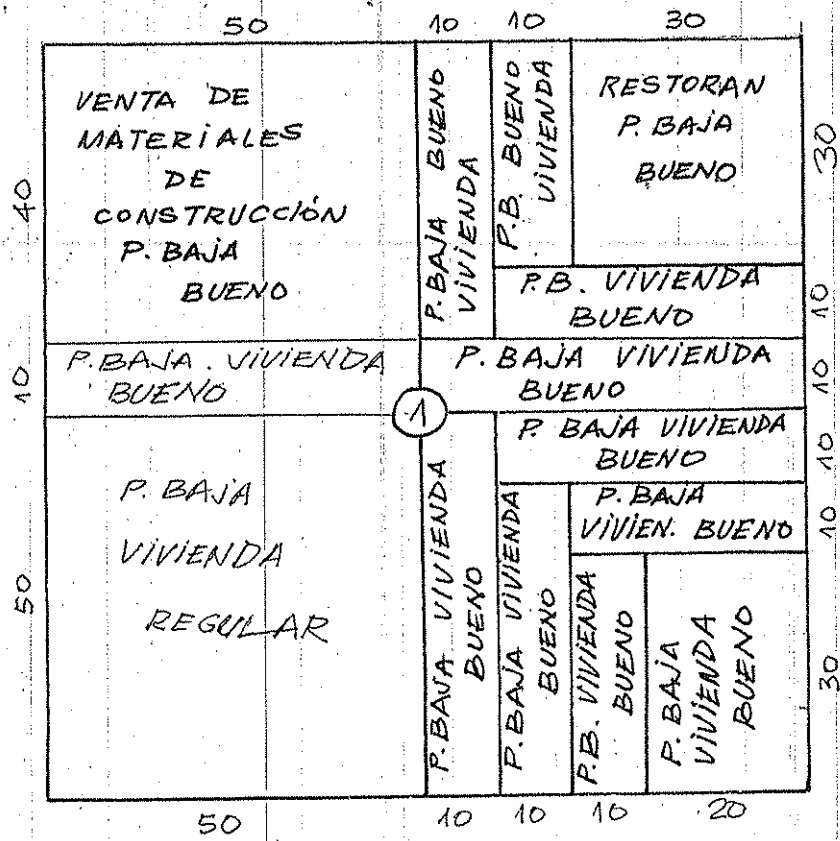 50 10 10 30
VENTA DE
MATERIALES
DE
CONSTRUCCIÓN
P. BAJA
BUENO
P. BAJA BUENO
VIVIENDA
P.B. BUENO
VIVIENDA
RESTORAN
P. BAJA
BUENO
40
30
P.B. VIVIENDA
BUENO
10
P. BAJA. VIVIENDA
BUENO
10
P. BAJA VIVIENDA
BUENO
10
1
P. BAJA VIVIENDA
BUENO
10
P. BAJA
VIVIENDA
REGULAR
50
P. BAJA VIVIENDA
BUENO
P. BAJA VIVIENDA
BUENO
P. BAJA
VIVIEN. BUENO
10
P.B. VIVIENDA
BUENO
P. BAJA
VIVIENDA
BUENO
30
50 10 10 10 20